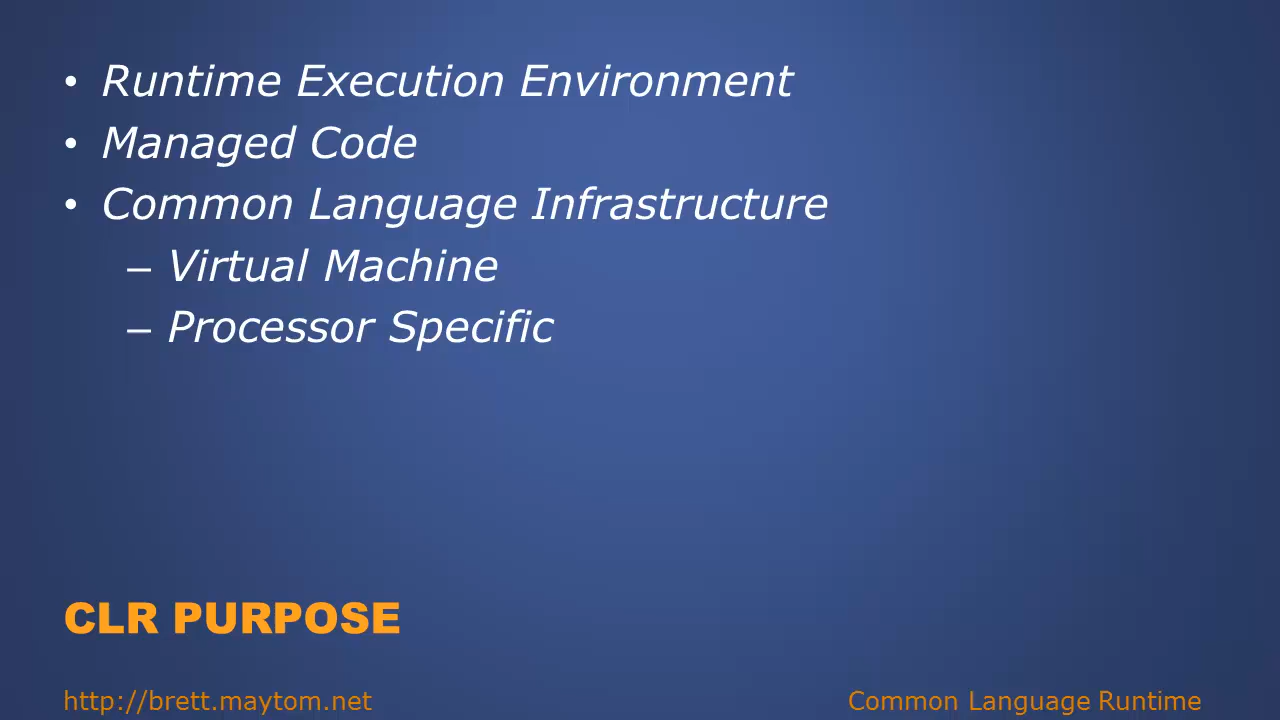 • Runtime Execution Environment
• Managed Code
• Common Language Infrastructure
– Virtual Machine
– Processor Specific
CLR PURPOSE
http://brett.maytom.net
Common Language Runtime